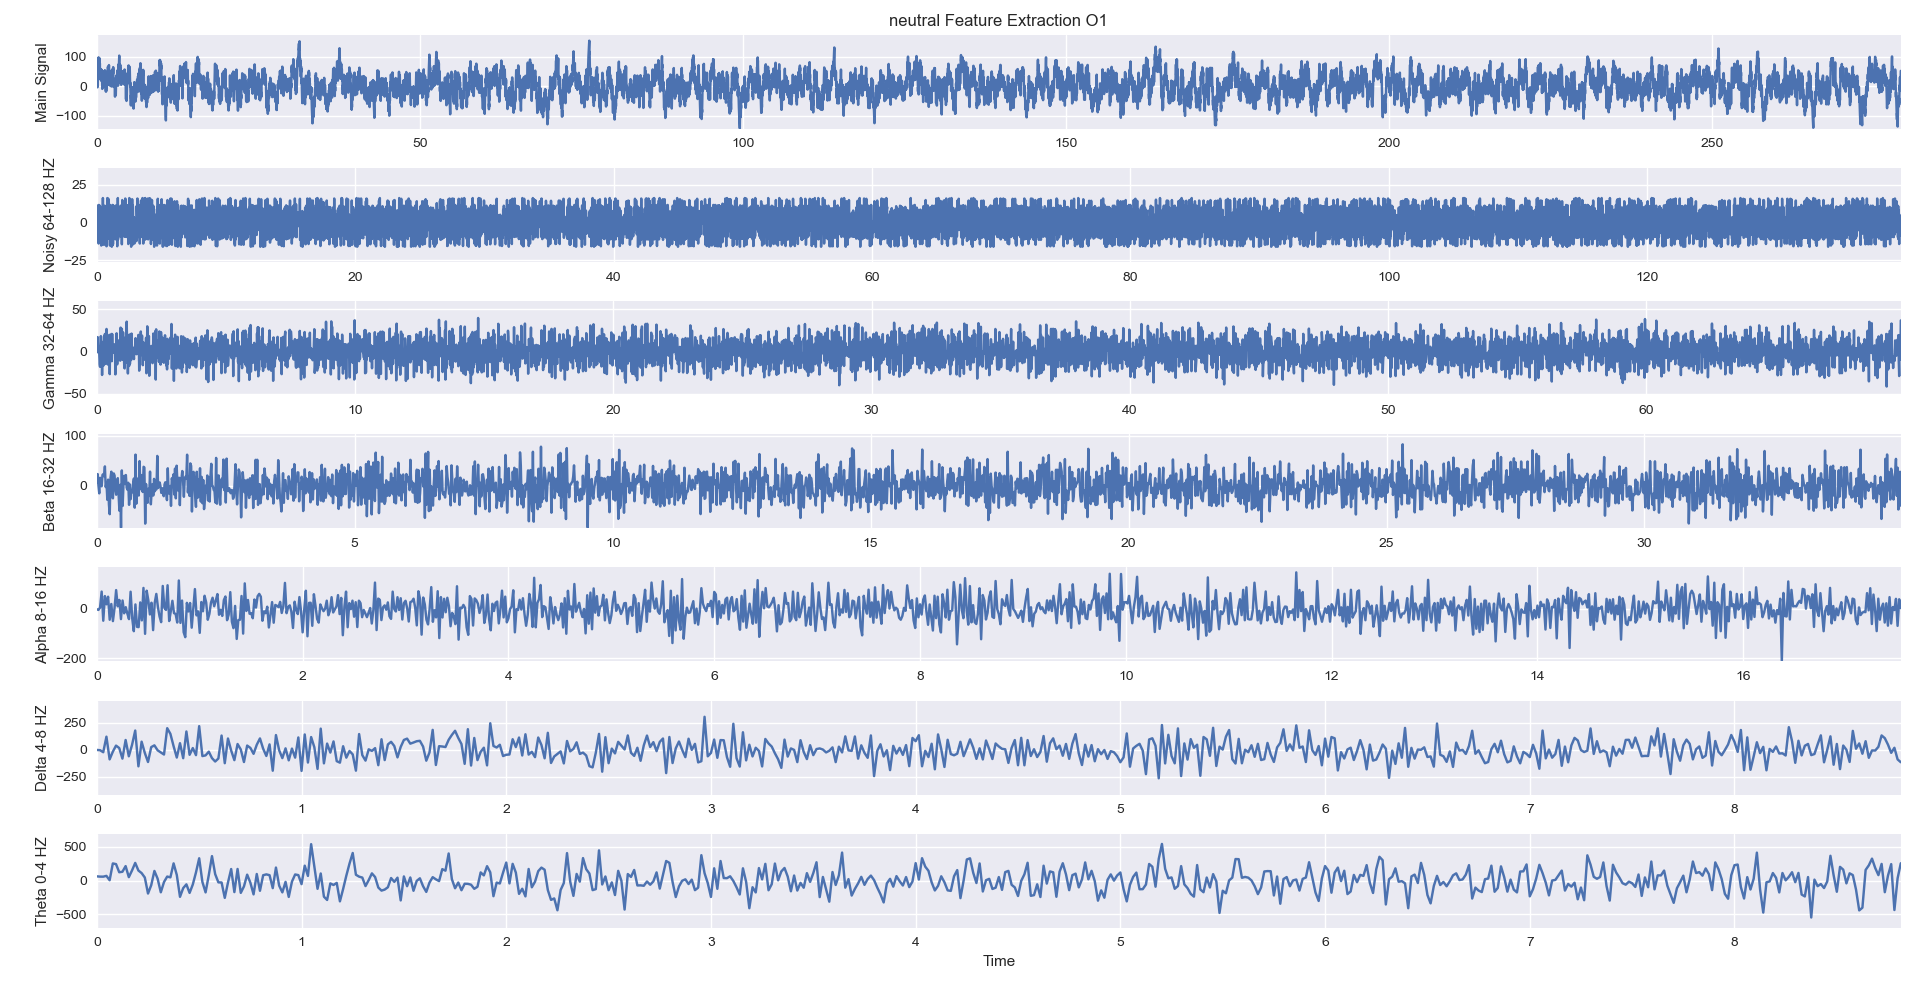 neutral Feature Extraction O1
Main Signal
100
0
−100
0 50 100 150 200 250
Noisy 64-128 HZ
25
0
−25
0 20 40 60 80 100 120
Gamma 32-64 HZ
50
0
−50
0 10 20 30 40 50 60
Beta 16-32 HZ
100
0
0 5 10 15 20 25 30
Alpha 8-16 HZ
0
−200
0 2 4 6 8 10 12 14 16
Delta 4-8 HZ
250
0
−250
0 1 2 3 4 5 6 7 8
Theta 0-4 HZ
500
0
−500
0 1 2 3 4 5 6 7 8
Time